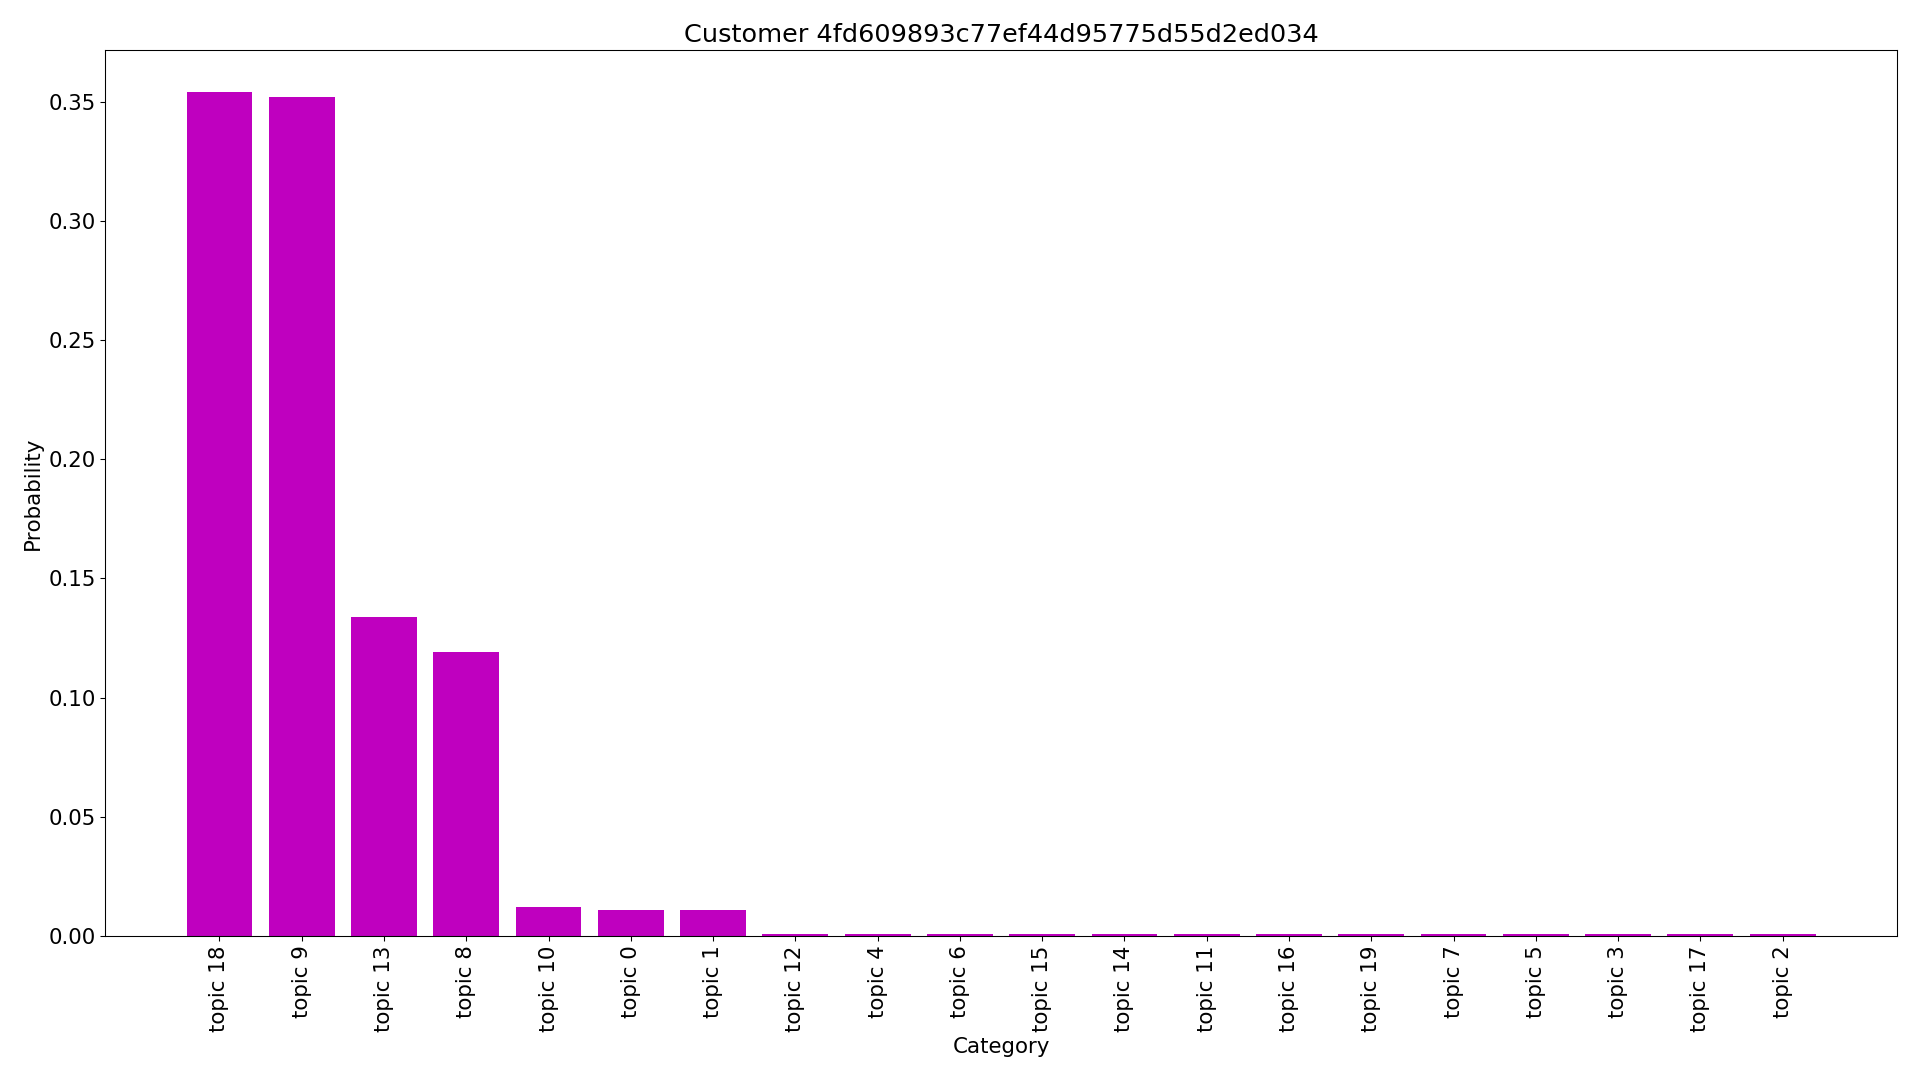 Customer 4fd609893c77ef44d95775d55d2ed034
Probability
0.35
0.30
0.25
0.20
0.15
0.10
0.05
0.00
topic 18
topic 9
topic 13
topic 8
topic 10
topic 0
topic 1
topic 12
topic 4
topic 6
topic 15
topic 14
topic 11
topic 16
topic 19
topic 7
topic 5
topic 3
topic 17
topic 2
Category